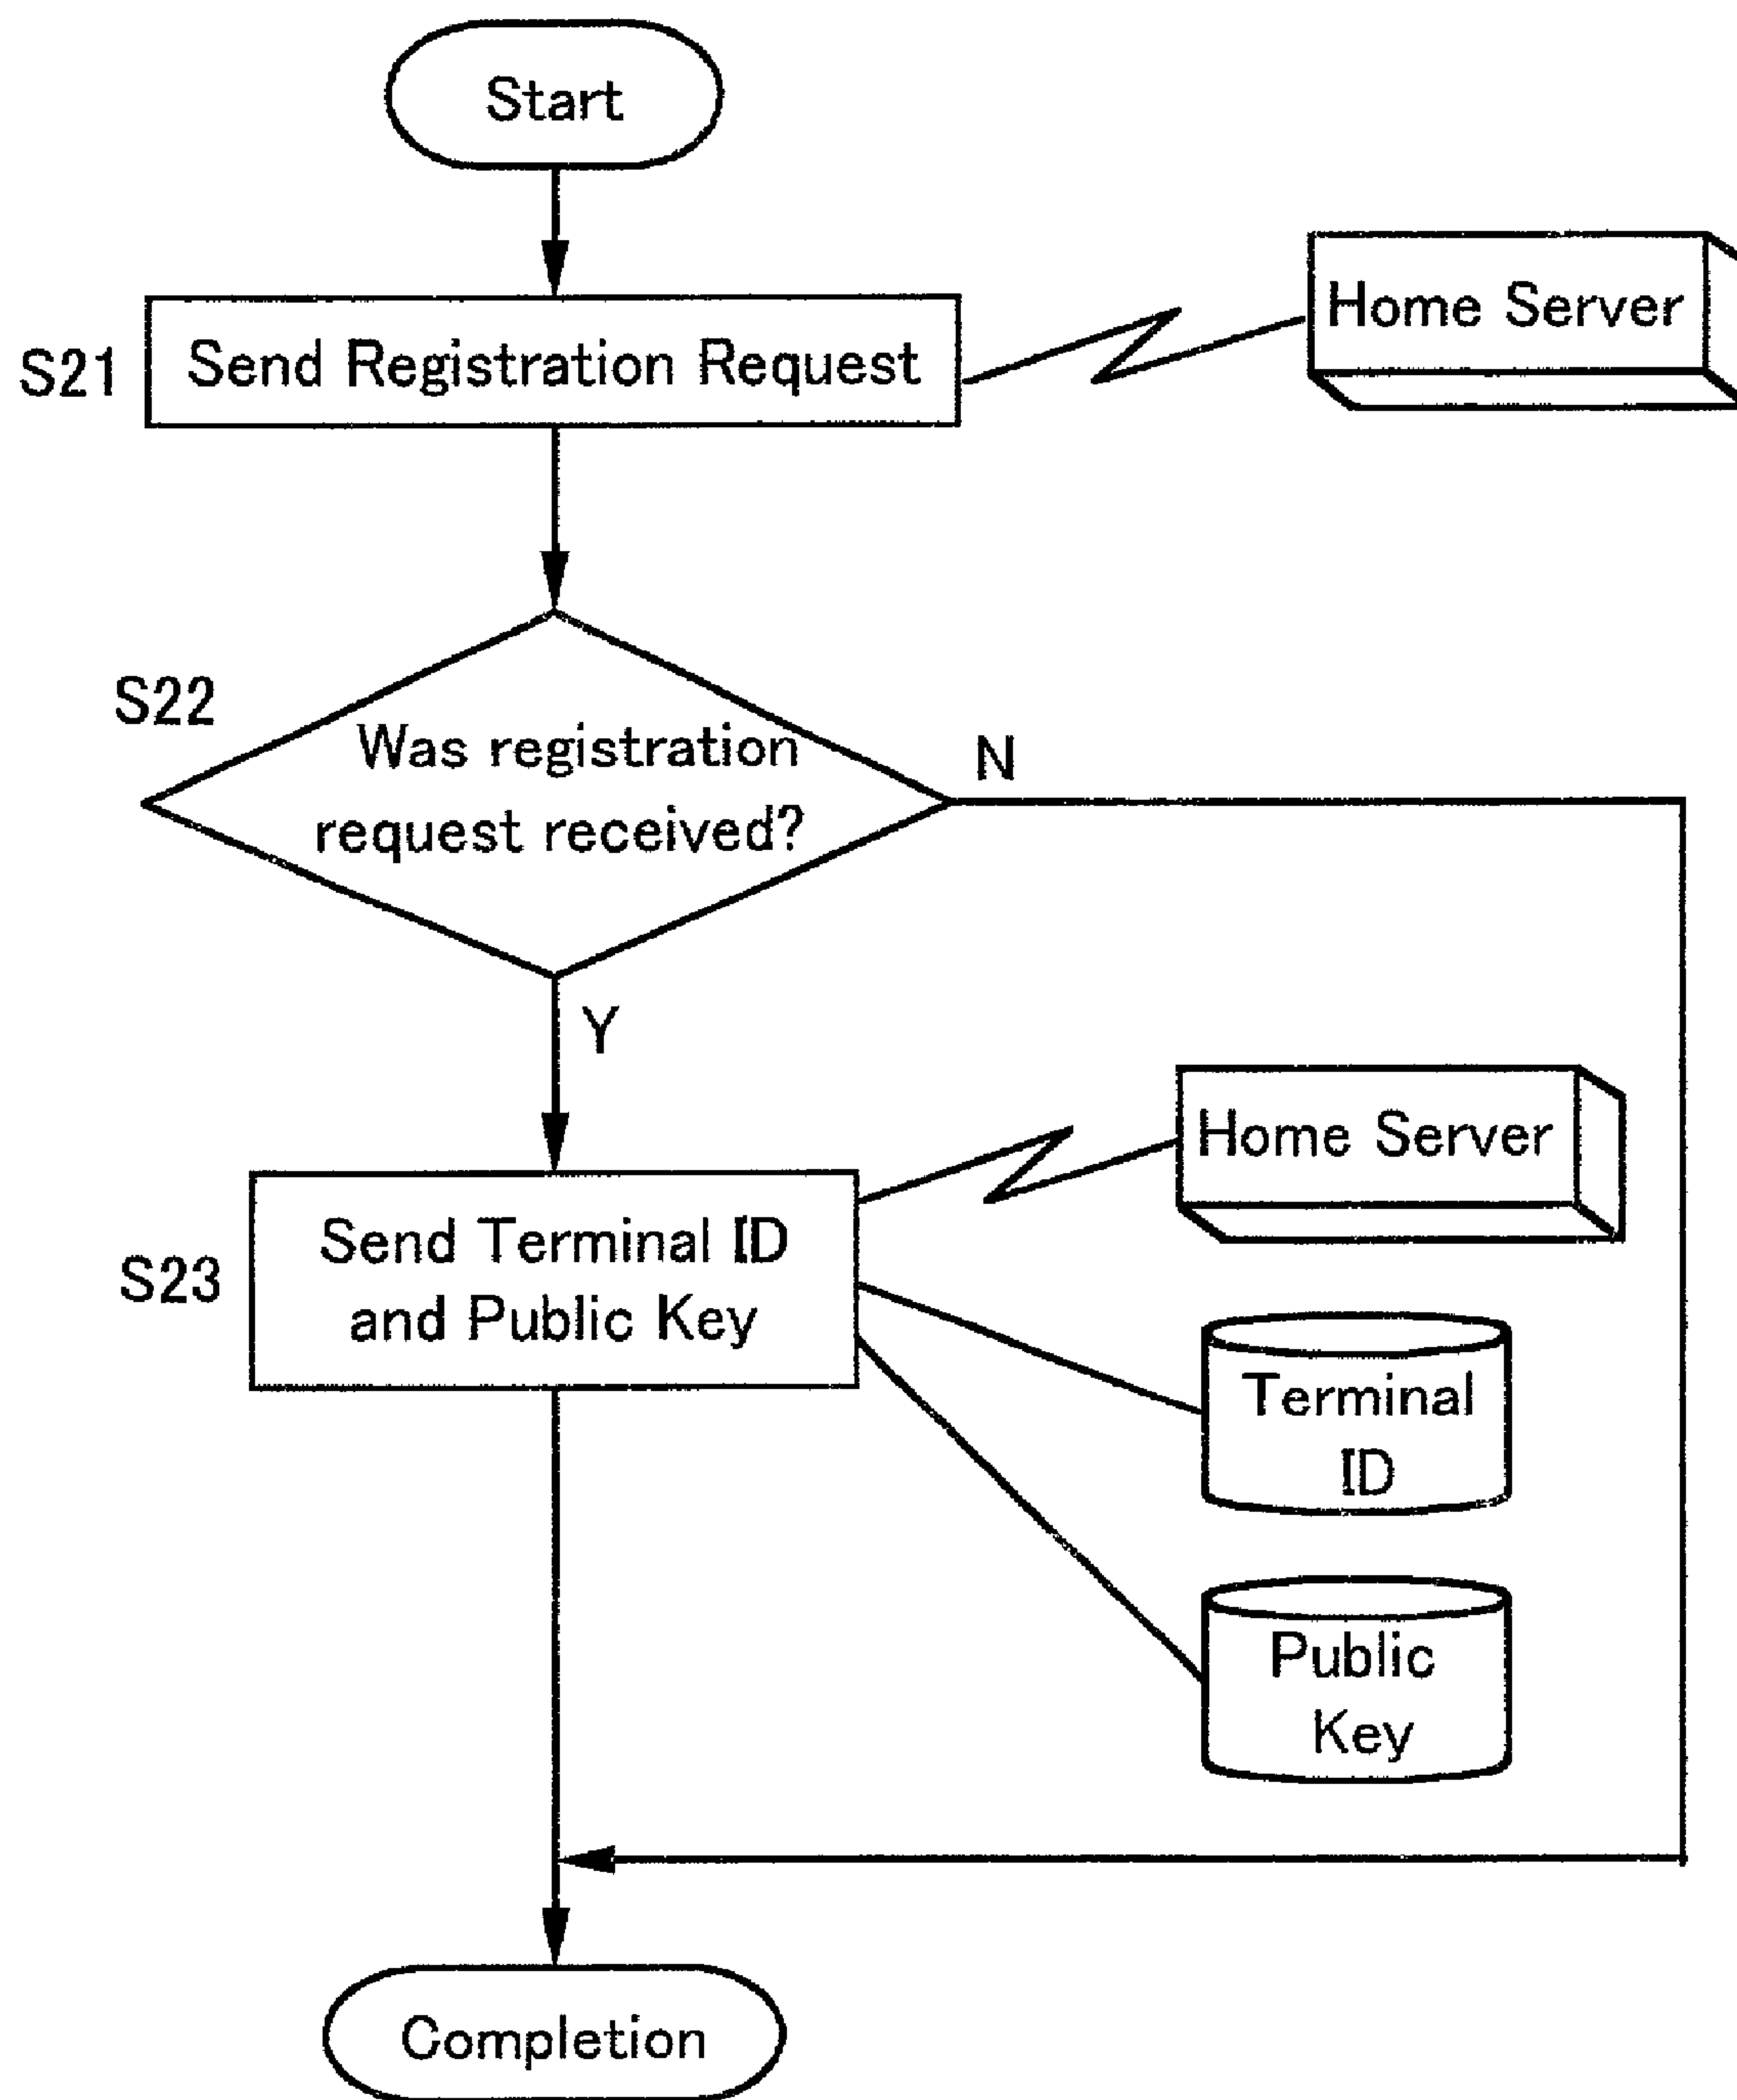 Start
S21
Send Registration Request
Home Server
S22
Was registration
request received?
N
Y
Home Server
S23
Send Terminal ID
and Public Key
Terminal
ID
Public
Key
Completion